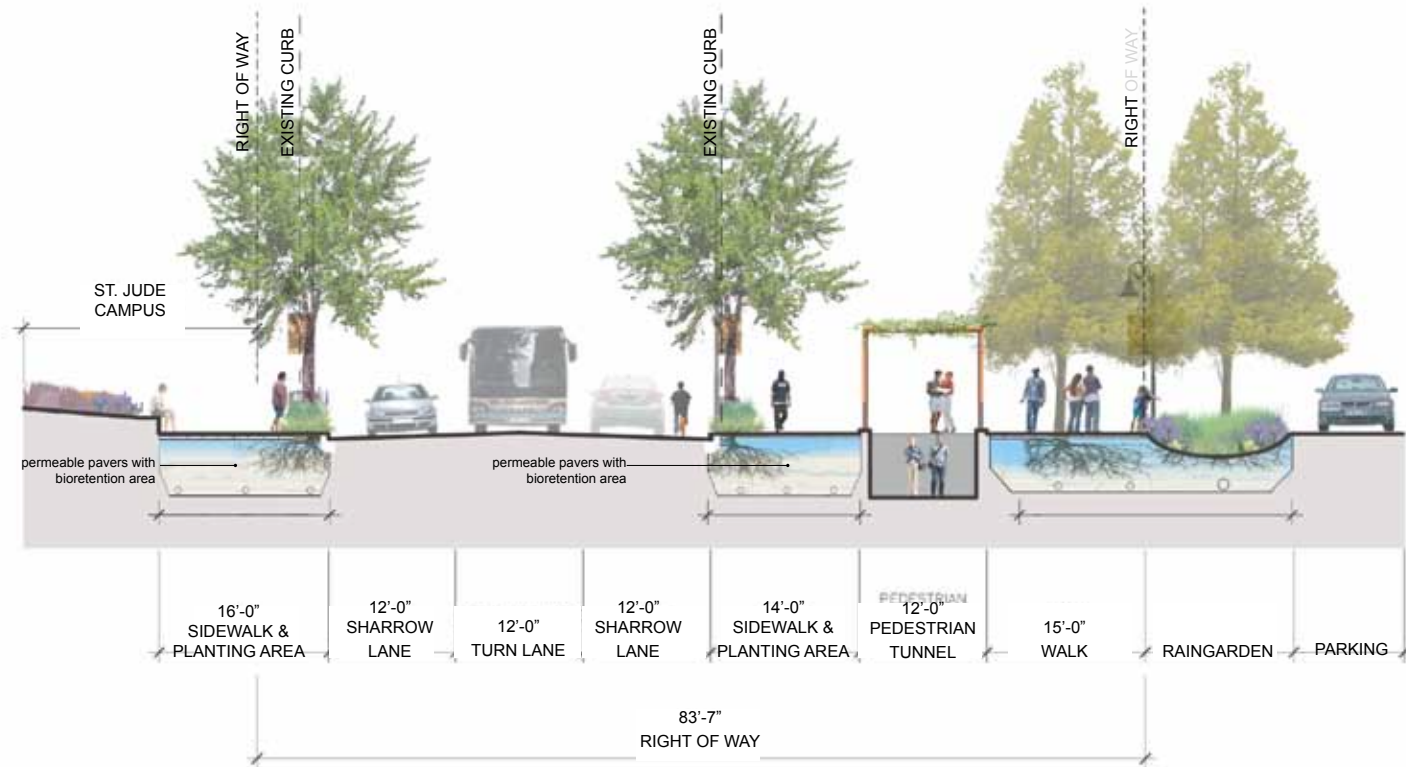 RIGHT OF WAY
EXISTING CURB
EXISTING CURB
RIGHT OF WAY
ST. JUDE
CAMPUS
permeable pavers with
bioretention area
permeable pavers with
bioretention area
16’-0”
SIDEWALK &
PLANTING AREA
12’-0”
SHARROW
LANE
12’-0”
TURN LANE
12’-0”
SHARROW
LANE
14’-0”
SIDEWALK &
PLANTING AREA
PEDESTRIAN
12’-0”
PEDESTRIAN
TUNNEL
15’-0”
WALK
RAINGARDEN
PARKING
83’-7”
RIGHT OF WAY